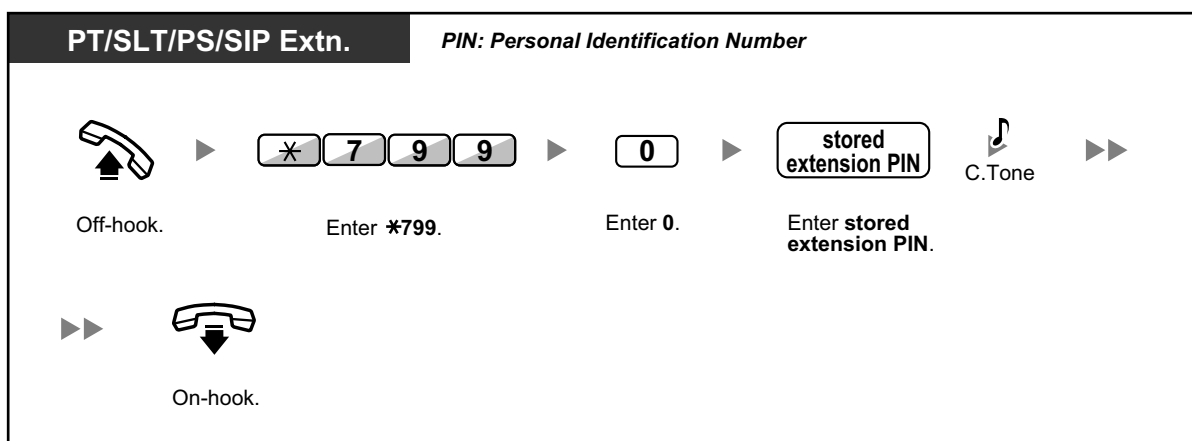 PT/SLT/PS/SIP Extn.
PIN: Personal Identification Number
* 7 9 9
0
stored
extension PIN
C.Tone
Off-hook.
Enter *799.
Enter 0.
Enter stored
extension PIN.
On-hook.